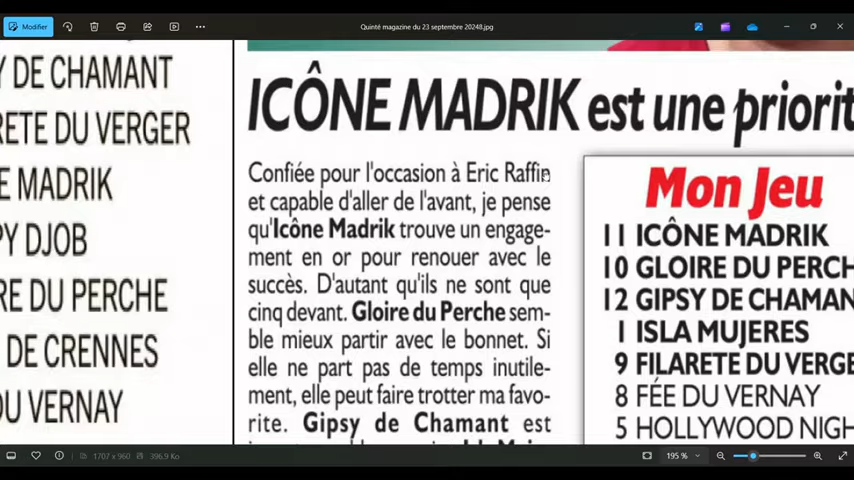 Modifier
Quinté magazine du 23 septembre 20248.jpg
Y DE CHAMANT
ARETE DU VERGER
E MADRIK
PY DJOB
RE DU PERCHE
DE CRENNES
DU VERNAY
ICÔNE MADRIK est une priorit
Confiée pour l'occasion à Eric Raffin
et capable d'aller de l'avant, je pense
qu'Icône Madrik trouve un engage-
ment en or pour renouer avec le
succès. D'autant qu'ils ne sont que
cinq devant. Gloire du Perche sem-
ble mieux partir avec le bonnet. Si
elle ne part pas de temps inutile-
ment, elle peut faire trotter ma favo-
rite. Gipsy de Chamant est
Mon Jeu
11 ICÔNE MADRIK
10 GLOIRE DU PERCH
12 GIPSY DE CHAMAN
1 ISLA MUJERES
9 FILARETE DU VERGE
8 FÉE DU VERNAY
5 HOLLYWOOD NIGH
1707 x 960
396,9 Ko
195 %